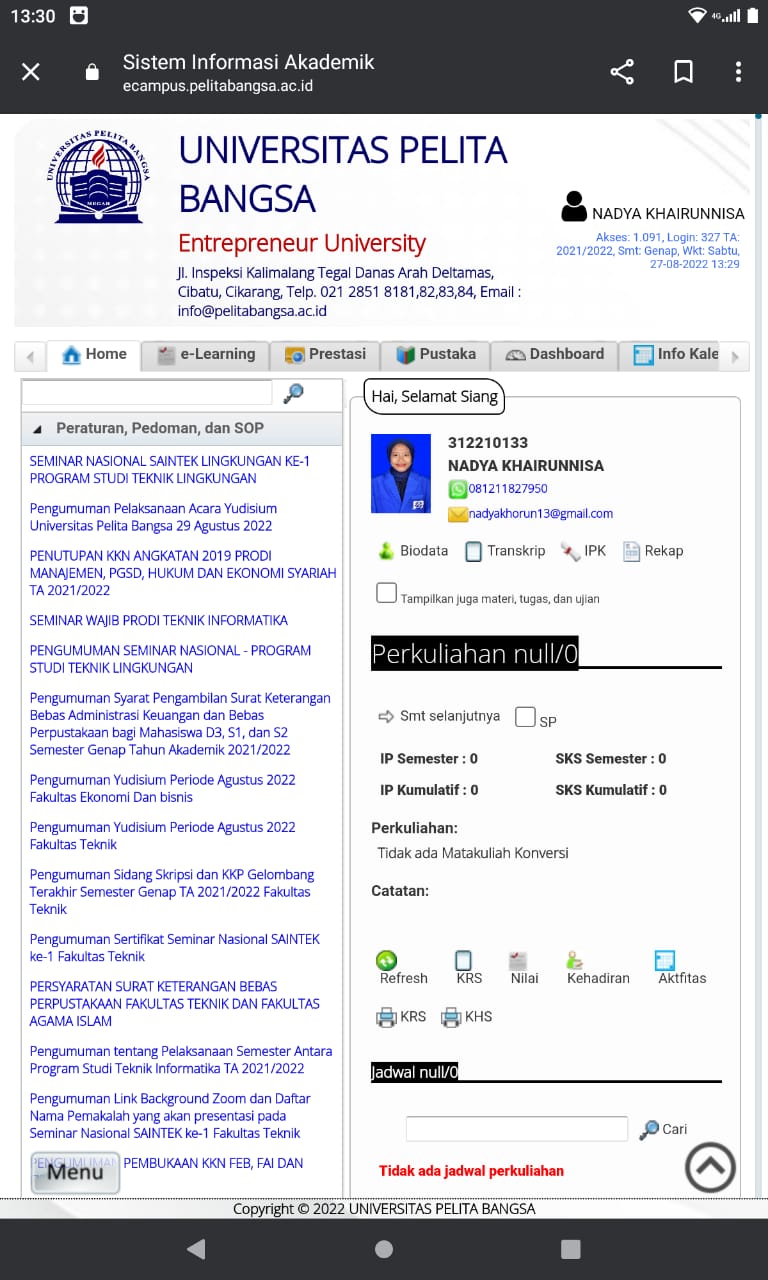 13:30
4G
Sistem Informasi Akademik
ecampus.pelitabangsa.ac.id
UNIVERSITAS PELITA BANGSA
MEGAH
UNIVERSITAS PELITA
BANGSA
Entrepreneur University
Jl. Inspeksi Kalimalang Tegal Danas Arah Deltamas,
Cibatu, Cikarang, Telp. 021 2851 8181,82,83,84, Email :
info@pelitabangsa.ac.id
NADYA KHAIRUNNISA
Akses: 1.091, Login: 327 TA:
2021/2022, Smt: Genap, Wkt: Sabtu,
27-08-2022 13:29
Home
e-Learning
Prestasi
Pustaka
Dashboard
Info Kale
Peraturan, Pedoman, dan SOP
SEMINAR NASIONAL SAINTEK LINGKUNGAN KE-1
PROGRAM STUDI TEKNIK LINGKUNGAN
Pengumuman Pelaksanaan Acara Yudisium
Universitas Pelita Bangsa 29 Agustus 2022
PENUTUPAN KKN ANGKATAN 2019 PRODI
MANAJEMEN, PGSD, HUKUM DAN EKONOMI SYARIAH
TA 2021/2022
SEMINAR WAJIB PRODI TEKNIK INFORMATIKA
PENGUMUMAN SEMINAR NASIONAL - PROGRAM
STUDI TEKNIK LINGKUNGAN
Pengumuman Syarat Pengambilan Surat Keterangan
Bebas Administrasi Keuangan dan Bebas
Perpustakaan bagi Mahasiswa D3, S1, dan S2
Semester Genap Tahun Akademik 2021/2022
Pengumuman Yudisium Periode Agustus 2022
Fakultas Ekonomi Dan bisnis
Pengumuman Yudisium Periode Agustus 2022
Fakultas Teknik
Pengumuman Sidang Skripsi dan KKP Gelombang
Terakhir Semester Genap TA 2021/2022 Fakultas
Teknik
Pengumuman Sertifikat Seminar Nasional SAINTEK
ke-1 Fakultas Teknik
PERSYARATAN SURAT KETERANGAN BEBAS
PERPUSTAKAAN FAKULTAS TEKNIK DAN FAKULTAS
AGAMA ISLAM
Pengumuman tentang Pelaksanaan Semester Antara
Program Studi Teknik Informatika TA 2021/2022
Pengumuman Link Background Zoom dan Daftar
Nama Pemakalah yang akan presentasi pada
Seminar Nasional SAINTEK ke-1 Fakultas Teknik
PENGUMUMAN PEMBUKAAN KKN FEB, FAI DAN
Menu
Hai, Selamat Siang
312210133
NADYA KHAIRUNNISA
081211827950
nadyakhorun13@gmail.com
Biodata
Transkrip
IPK
Rekap
Tampilkan juga materi, tugas, dan ujian
Perkuliahan null/0
Smt selanjutnya
SP
IP Semester : 0
SKS Semester : 0
IP Kumulatif : 0
SKS Kumulatif : 0
Perkuliahan:
Tidak ada Matakuliah Konversi
Catatan:
Refresh
KRS
Nilai
Kehadiran
Aktfitas
KRS
KHS
Jadwal null/0
Cari
Tidak ada jadwal perkuliahan
Copyright © 2022 UNIVERSITAS PELITA BANGSA